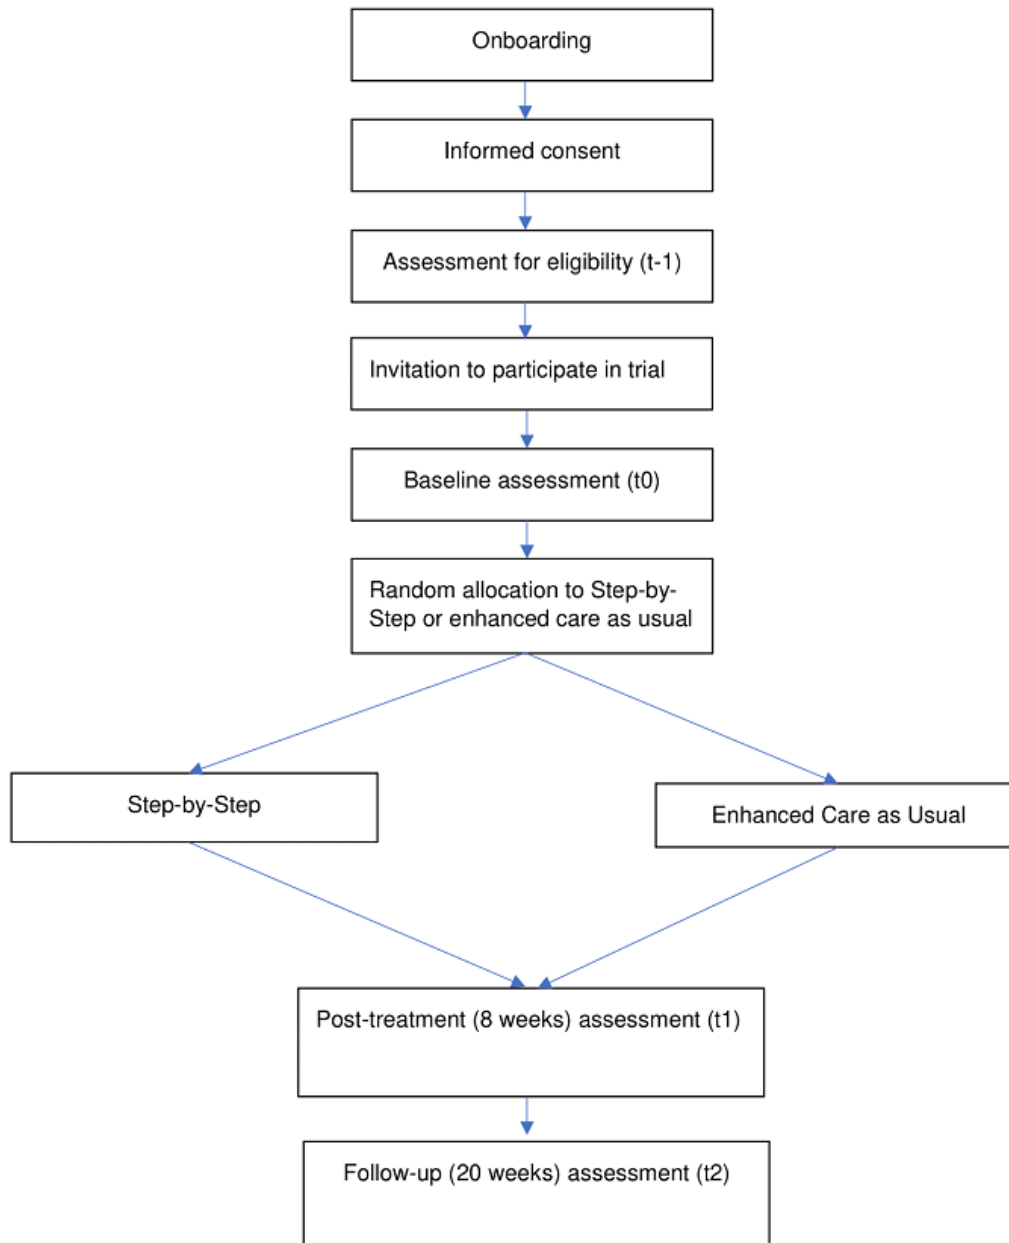 Onboarding
Informed consent
Assessment for eligibility (t-1)
Invitation to participate in trial
Baseline assessment (t0)
Random allocation to Step-by-
Step or enhanced care as usual
Step-by-Step
Enhanced Care as Usual
Post-treatment (8 weeks) assessment (t1)
Follow-up (20 weeks) assessment (t2)